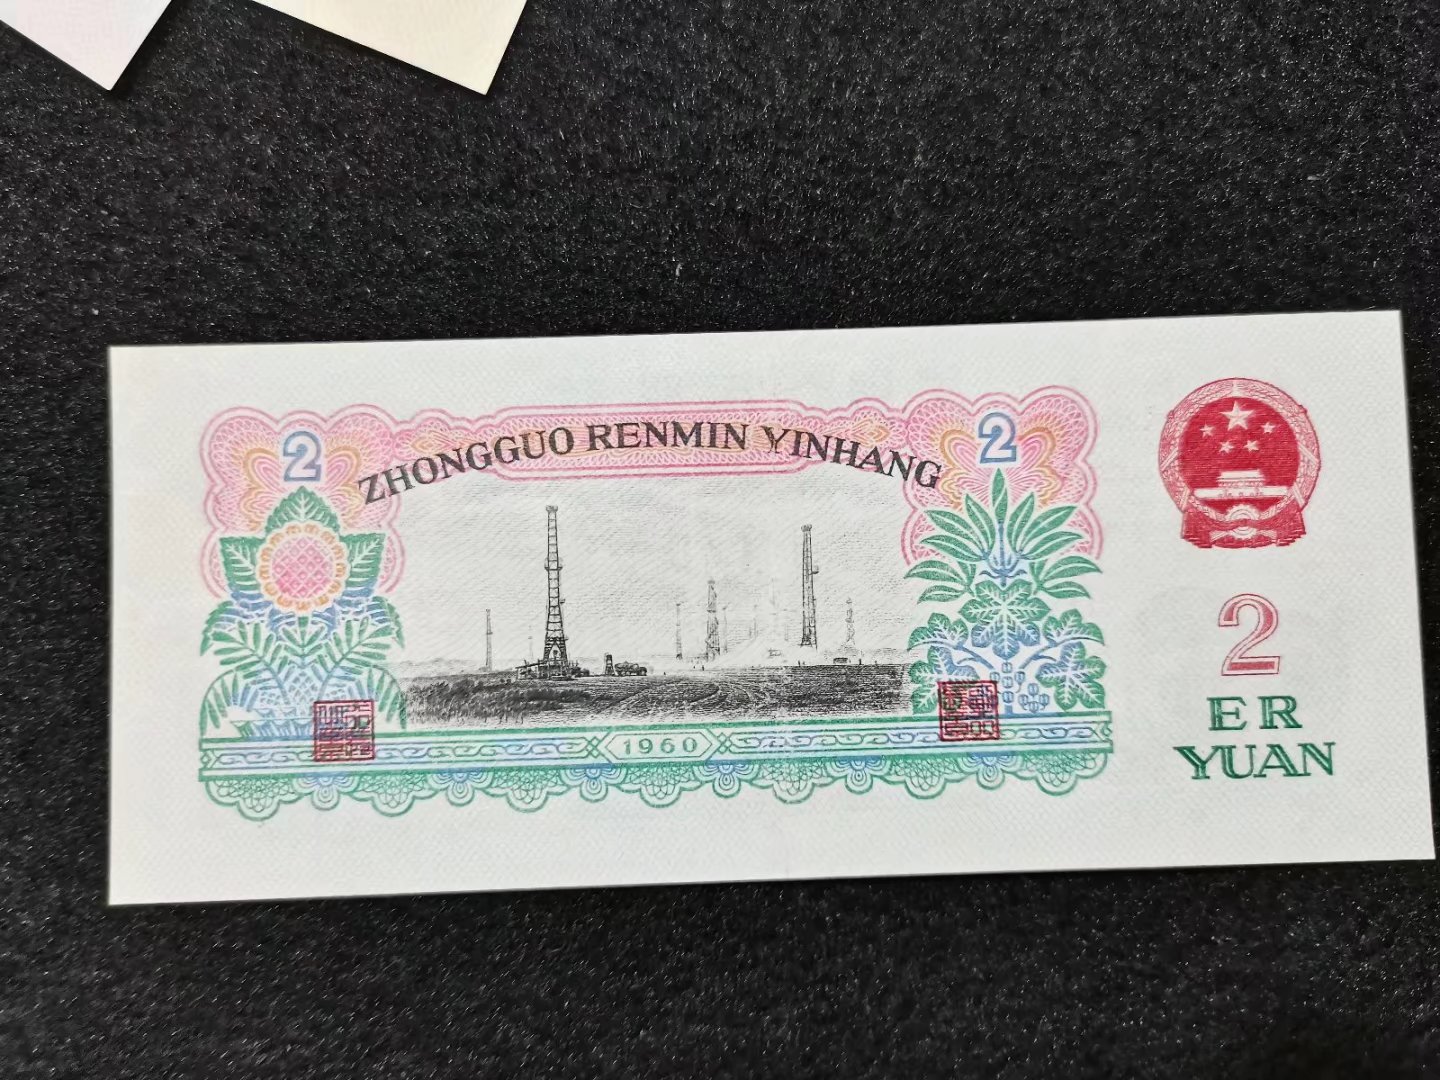 ZHONGGUO RENMIN YINHANG
2
2
1960
2
ER
YUAN